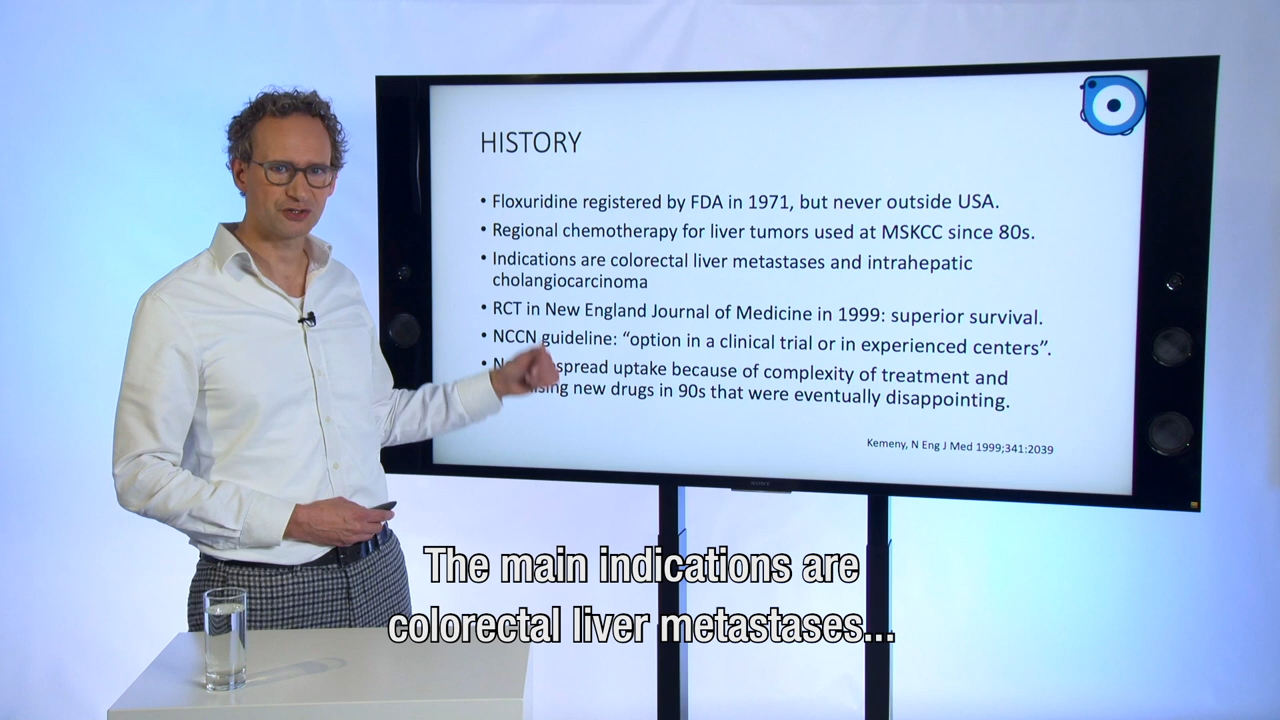 HISTORY
• Floxuridine registered by FDA in 1971, but never outside USA.
• Regional chemotherapy for liver tumors used at MSKCC since 80s.
• Indications are colorectal liver metastases and intrahepatic
cholangiocarcinoma
• RCT in New England Journal of Medicine in 1999: superior survival.
• NCCN guideline: “option in a clinical trial or in experienced centers”.
• uptake because of complexity of treatment and
new drugs in 90s that were eventually disappointing.
Kemeny, N Eng J Med 1999;341:2039
SONY
The main indications are
colorectal liver metastases...